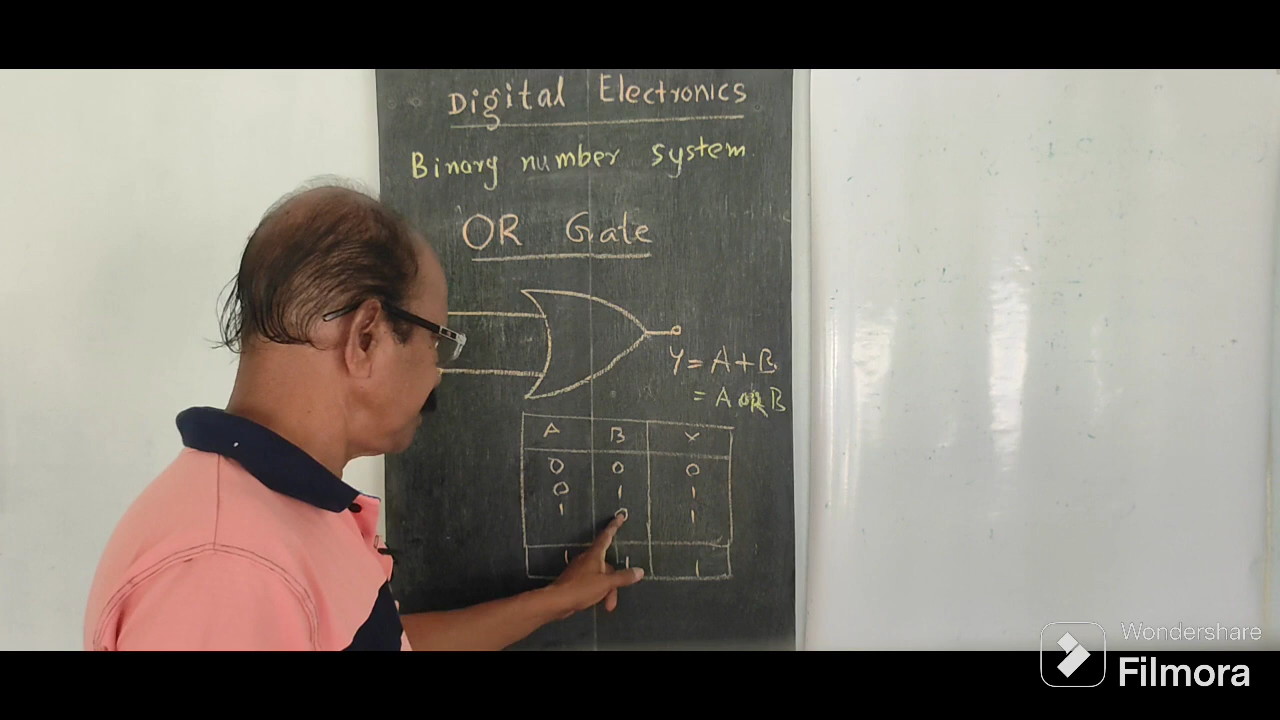 Digital Electronics
Binary number system
OR Gate
Y = A + B
= A OR B
A B Y
0 0 0
0 1 1
1 0 1
1 1 1
Wondershare
Filmora